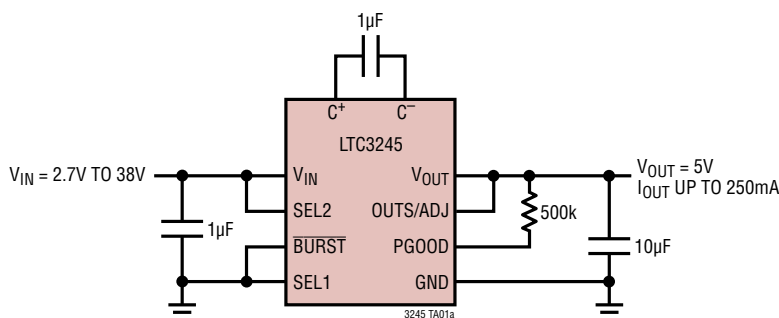 1µF
C+ C–
LTC3245
VIN = 2.7V TO 38V
VIN
VOUT
VOUT = 5V
IOUT UP TO 250mA
SEL2
OUTS/ADJ
500k
1µF
BURST
PGOOD
10µF
SEL1
GND
3245 TA01a